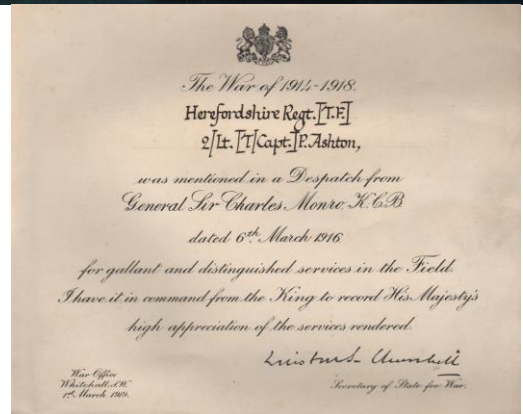 The War of 1914-1918.
Herefordshire Regt.[T.F.]
2/Lt.[T/Capt.]P.Ashton,
was mentioned in a Despatch from
General Sir Charles Monro. K.C.B
dated 6th. March 1916
for gallant and distinguished services in the Field.
I have it in command from the King to record His Majesty's
high appreciation of the services rendered.
Winston S. Churchill
War Office
Whitehall. S.W.
1st. March 1919.
Secretary of State for War.